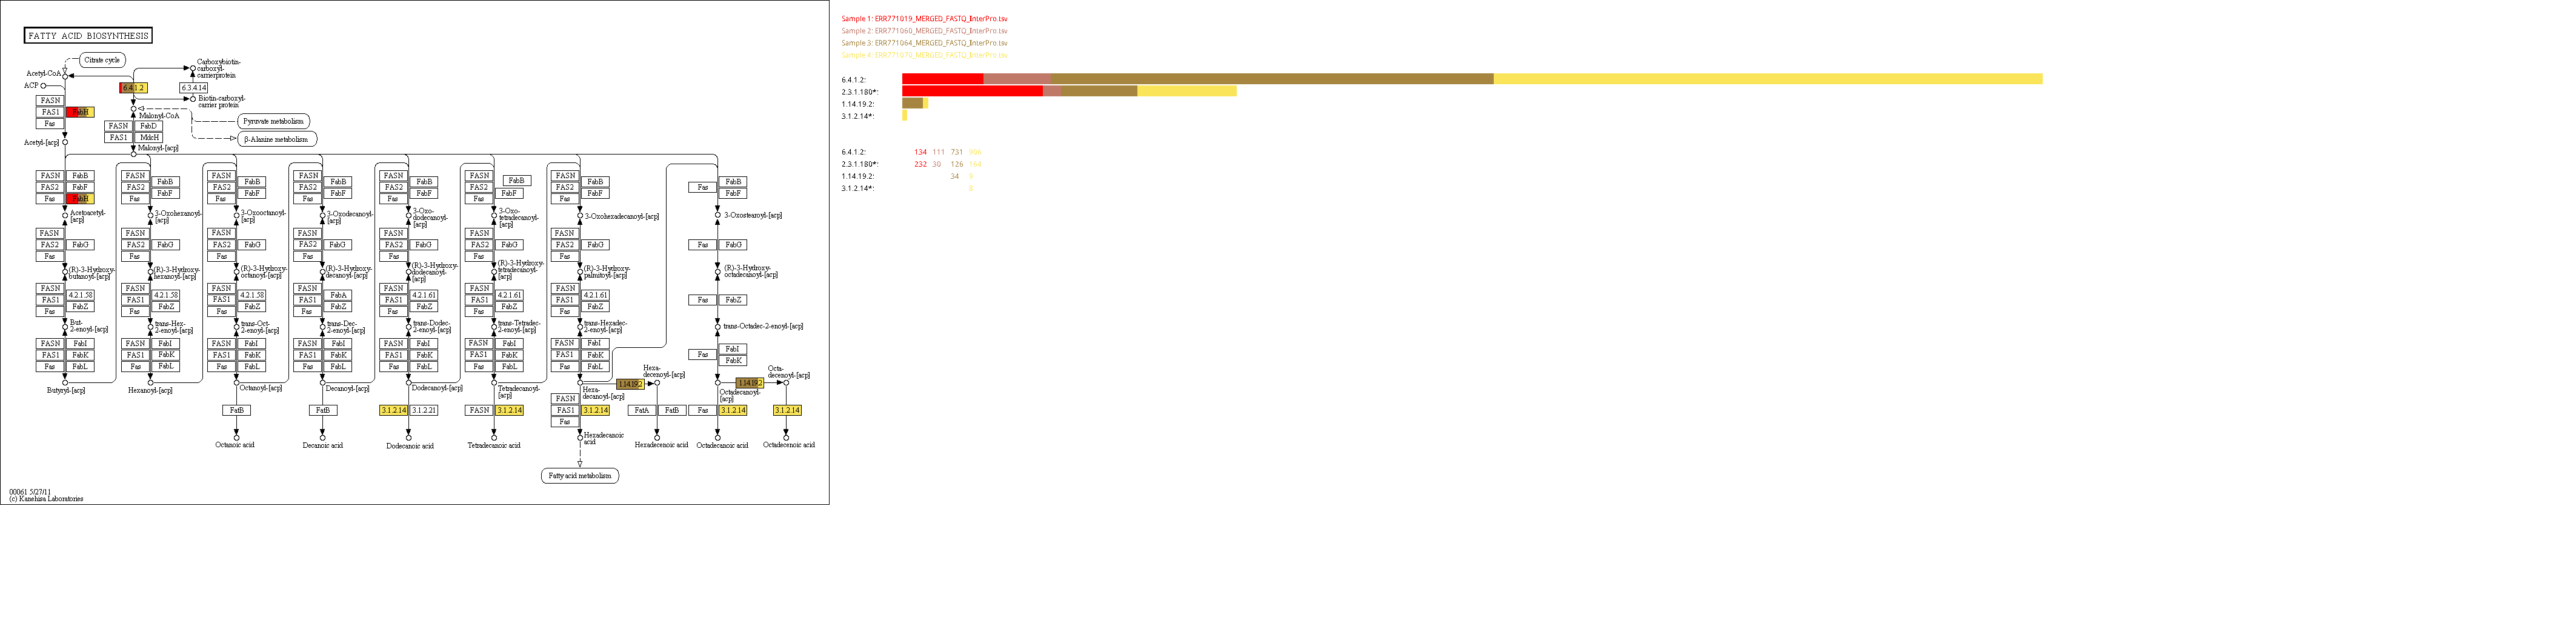 FATTY ACID BIOSYNTHESIS
Citrate cycle
Carboxybiotin-
carboxyl-
carrierprotein
Acetyl-CoA
ACP
6.4.1.2
6.3.4.14
Biotin-carboxyl-
carrier protein
FASN
FAS1 FabH
Fas
Malonyl-CoA
Pyruvate metabolism
FASN FabD
FAS1 MdcH
β-Alanine metabolism
Acetyl-[acp]
Malonyl-[acp]
FASN FabB
FAS2 FabF
Fas FabH
FASN FabB
FAS2 FabF
Fas
FASN FabB
FAS2 FabF
Fas
FASN FabB
FAS2 FabF
Fas
FASN FabB
FAS2 FabF
Fas
FASN FabB
FAS2 FabF
Fas
FASN FabB
FAS2 FabF
Fas
Fas FabB
FabF
Acetoacetyl-
[acp]
3-Oxohexanoyl-
[acp]
3-Oxooctanoyl-
[acp]
3-Oxodecanoyl-
[acp]
3-Oxo-
dodecanoyl-
[acp]
3-Oxo-
tetradecanoyl-
[acp]
3-Oxohexadecanoyl-[acp]
3-Oxostearoyl-[acp]
FASN
FAS2 FabG
Fas
FASN
FAS2 FabG
Fas
FASN
FAS2 FabG
Fas
FASN
FAS2 FabG
Fas
FASN
FAS2 FabG
Fas
FASN
FAS2 FabG
Fas
FASN
FAS2 FabG
Fas
Fas FabG
(R)-3-Hydroxy-
butanoyl-[acp]
(R)-3-Hydroxy-
hexanoyl-[acp]
(R)-3-Hydroxy-
octanoyl-[acp]
(R)-3-Hydroxy-
decanoyl-[acp]
(R)-3-Hydroxy-
dodecanoyl-
[acp]
(R)-3-Hydroxy-
tetradecanoyl-
[acp]
(R)-3-Hydroxy-
palmitoyl-[acp]
(R)-3-Hydroxy-
octadecanoyl-[acp]
FASN 4.2.1.58
FAS1 FabZ
Fas
FASN 4.2.1.58
FAS1 FabZ
Fas
FASN 4.2.1.58
FAS1 FabZ
Fas
FASN FabA
FAS1 FabZ
Fas
FASN 4.2.1.61
FAS1 FabZ
Fas
FASN 4.2.1.61
FAS1 FabZ
Fas
FASN 4.2.1.61
FAS1 FabZ
Fas
Fas FabZ
But-
2-enoyl-[acp]
trans-Hex-
2-enoyl-[acp]
trans-Oct-
2-enoyl-[acp]
trans-Dec-
2-enoyl-[acp]
trans-Dodec-
2-enoyl-[acp]
trans-Tetradec-
2-enoyl-[acp]
trans-Hexadec-
2-enoyl-[acp]
trans-Octadec-2-enoyl-[acp]
FASN FabI
FAS1 FabK
Fas FabL
FASN FabI
FAS1 FabK
Fas FabL
FASN FabI
FAS1 FabK
Fas FabL
FASN FabI
FAS1 FabK
Fas FabL
FASN FabI
FAS1 FabK
Fas FabL
FASN FabI
FAS1 FabK
Fas FabL
FASN FabI
FAS1 FabK
Fas FabL
Fas FabI
FabK
Butyryl-[acp]
Hexanoyl-[acp]
Octanoyl-[acp]
Decanoyl-[acp]
Dodecanoyl-[acp]
Tetradecanoyl-
[acp]
Hexa-
decanoyl-[acp]
1.14.19.2
Hexa-
decenoyl-[acp]
Octadecanoyl-
[acp]
1.14.19.2
Octa-
decenoyl-[acp]
FatB
FatB
3.1.2.14 3.1.2.21
FASN 3.1.2.14
FASN
FAS1 3.1.2.14
Fas
FatA FatB
Fas 3.1.2.14
3.1.2.14
Octanoic acid
Decanoic acid
Dodecanoic acid
Tetradecanoic acid
Hexadecanoic
acid
Hexadecenoic acid
Octadecanoic acid
Octadecenoic acid
Fatty acid metabolism
00061 5/27/11
(c) Kanehisa Laboratories
Sample 1: ERR771019_MERGED_FASTQ_InterPro.tsv
Sample 2: ERR771060_MERGED_FASTQ_InterPro.tsv
Sample 3: ERR771064_MERGED_FASTQ_InterPro.tsv
Sample 4: ERR771070_MERGED_FASTQ_InterPro.tsv
6.4.1.2:
2.3.1.180*:
1.14.19.2:
3.1.2.14*:
6.4.1.2: 134 111 731
2.3.1.180*: 232 30 126 164
1.14.19.2: 34
3.1.2.14*: